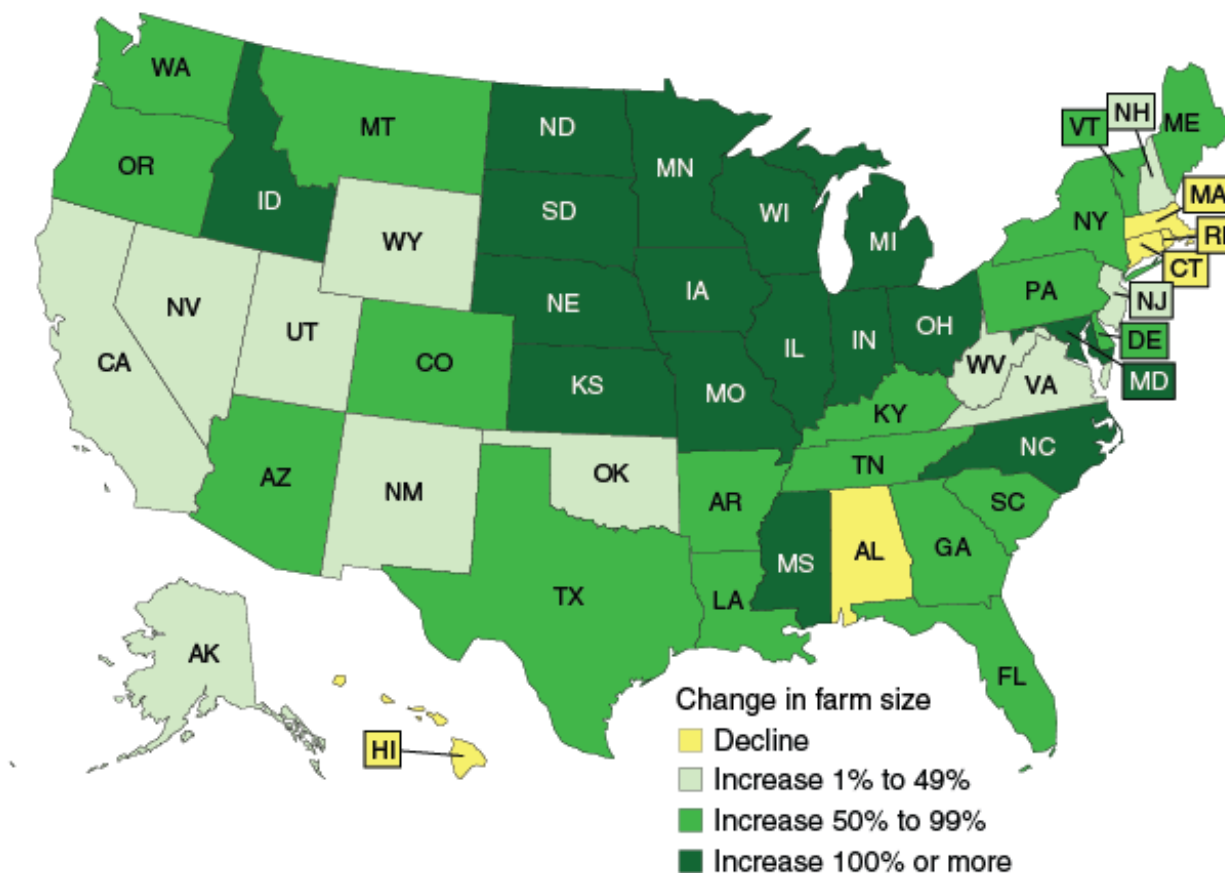 WA
MT
ND
MN
VT
NH
ME
OR
ID
SD
WI
MI
NY
MA
RI
CT
WY
NE
IA
PA
NJ
NV
UT
IL
IN
OH
DE
CA
CO
KS
MO
WV
VA
MD
KY
NC
AZ
NM
OK
AR
TN
SC
TX
LA
MS
AL
GA
FL
AK
HI
Change in farm size
Decline
Increase 1% to 49%
Increase 50% to 99%
Increase 100% or more